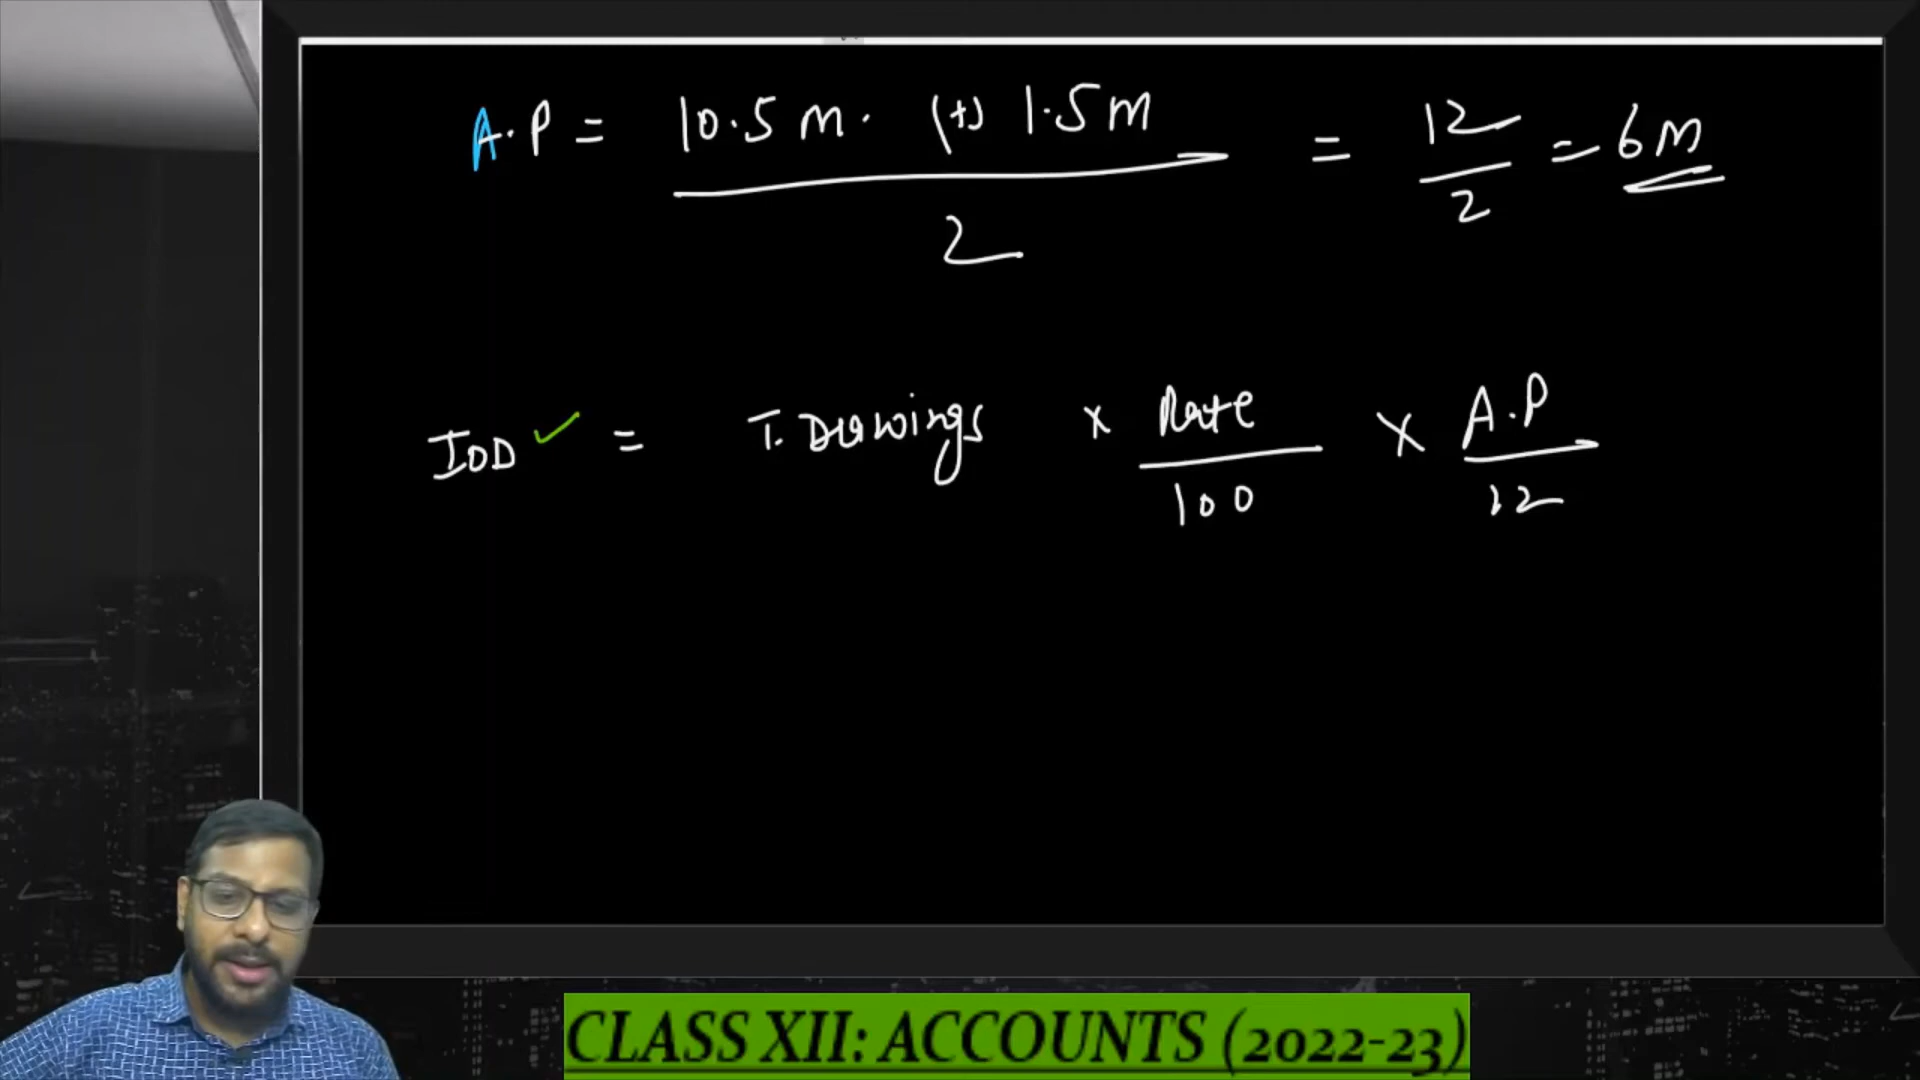 A.P = 10.5 m. (+) 1.5 m / 2 = 12 / 2 = 6 m
IOD ✓ = T. Drawings × Rate / 100 × A.P / 12
CLASS XII: ACCOUNTS (2022-23)